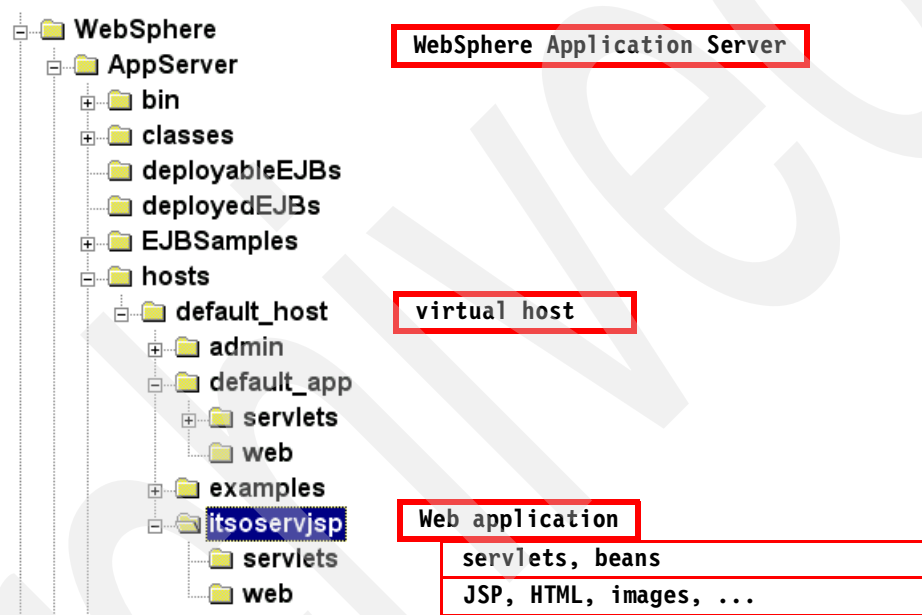 WebSphere
WebSphere Application Server
AppServer
bin
classes
deployableEJBs
deployedEJBs
EJBSamples
hosts
default_host
virtual host
admin
default_app
servlets
web
examples
itsoservjsp
Web application
servlets
servlets, beans
web
JSP, HTML, images, ...